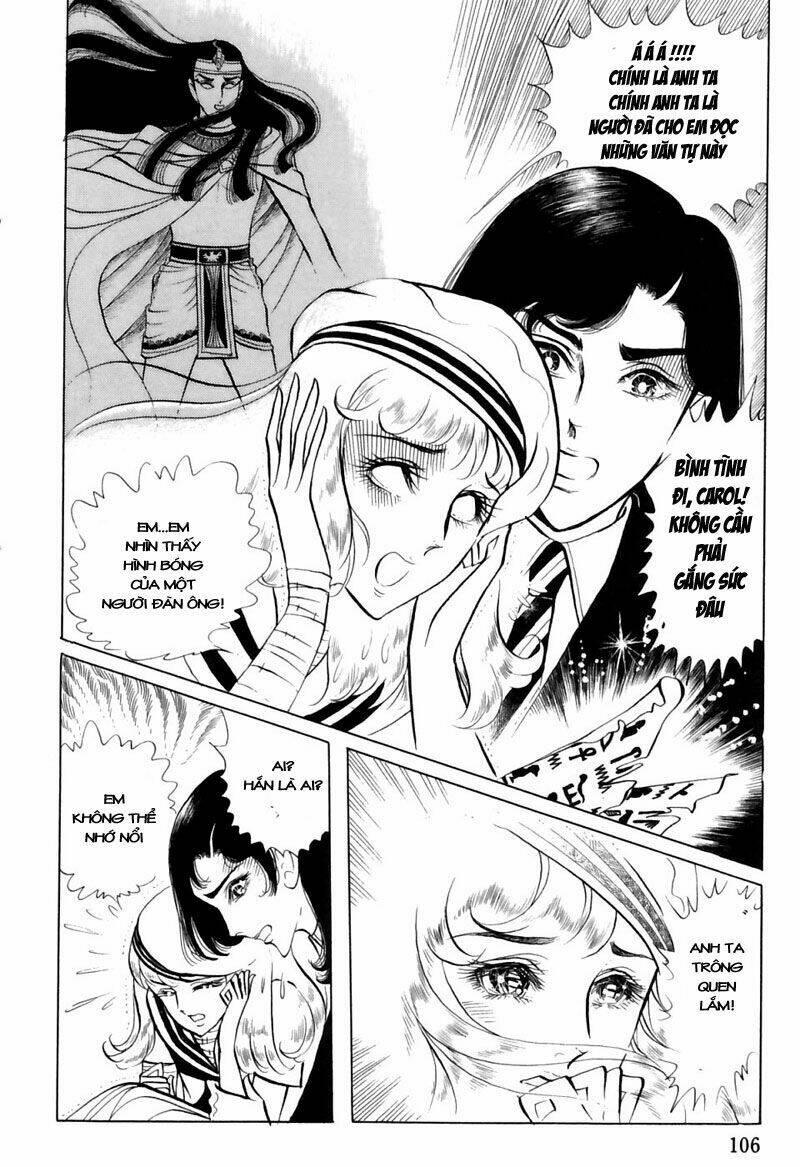 Á Á Á !!!!
CHÍNH LÀ ANH TA
CHÍNH ANH TA LÀ
NGƯỜI ĐÃ CHO EM ĐỌC
NHỮNG VĂN TỰ NÀY
BÌNH TĨNH
ĐI, CAROL!
KHÔNG CẦN
PHẢI
GẮNG SỨC
ĐÂU
EM...EM
NHÌN THẤY
HÌNH BÓNG
CỦA MỘT
NGƯỜI ĐÀN ÔNG!
AI?
HẮN LÀ AI?
EM
KHÔNG THỂ
NHỚ NỔI
ANH TA
TRÔNG
QUEN
LẮM!
106